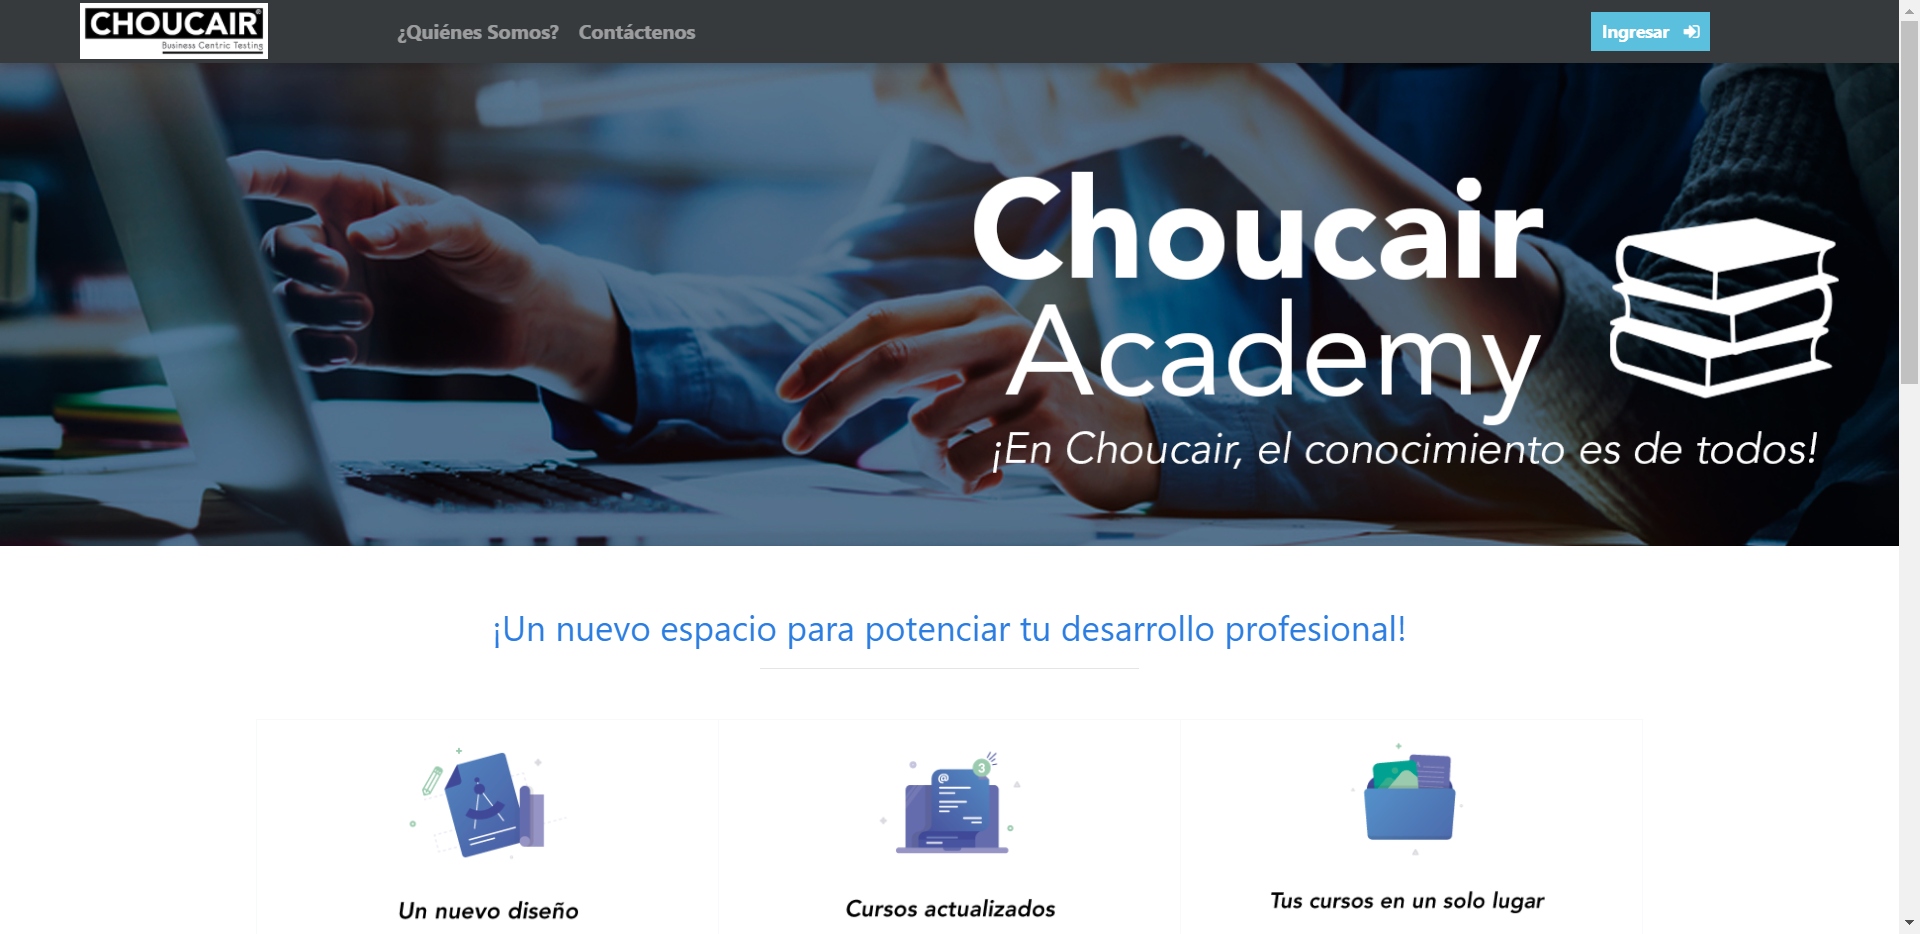 CHOUCAIR®
Business Centric Testing
¿Quiénes Somos?
Contáctenos
Ingresar
Choucair
Academy
¡En Choucair, el conocimiento es de todos!
¡Un nuevo espacio para potenciar tu desarrollo profesional!
@
3
Un nuevo diseño
Cursos actualizados
Tus cursos en un solo lugar